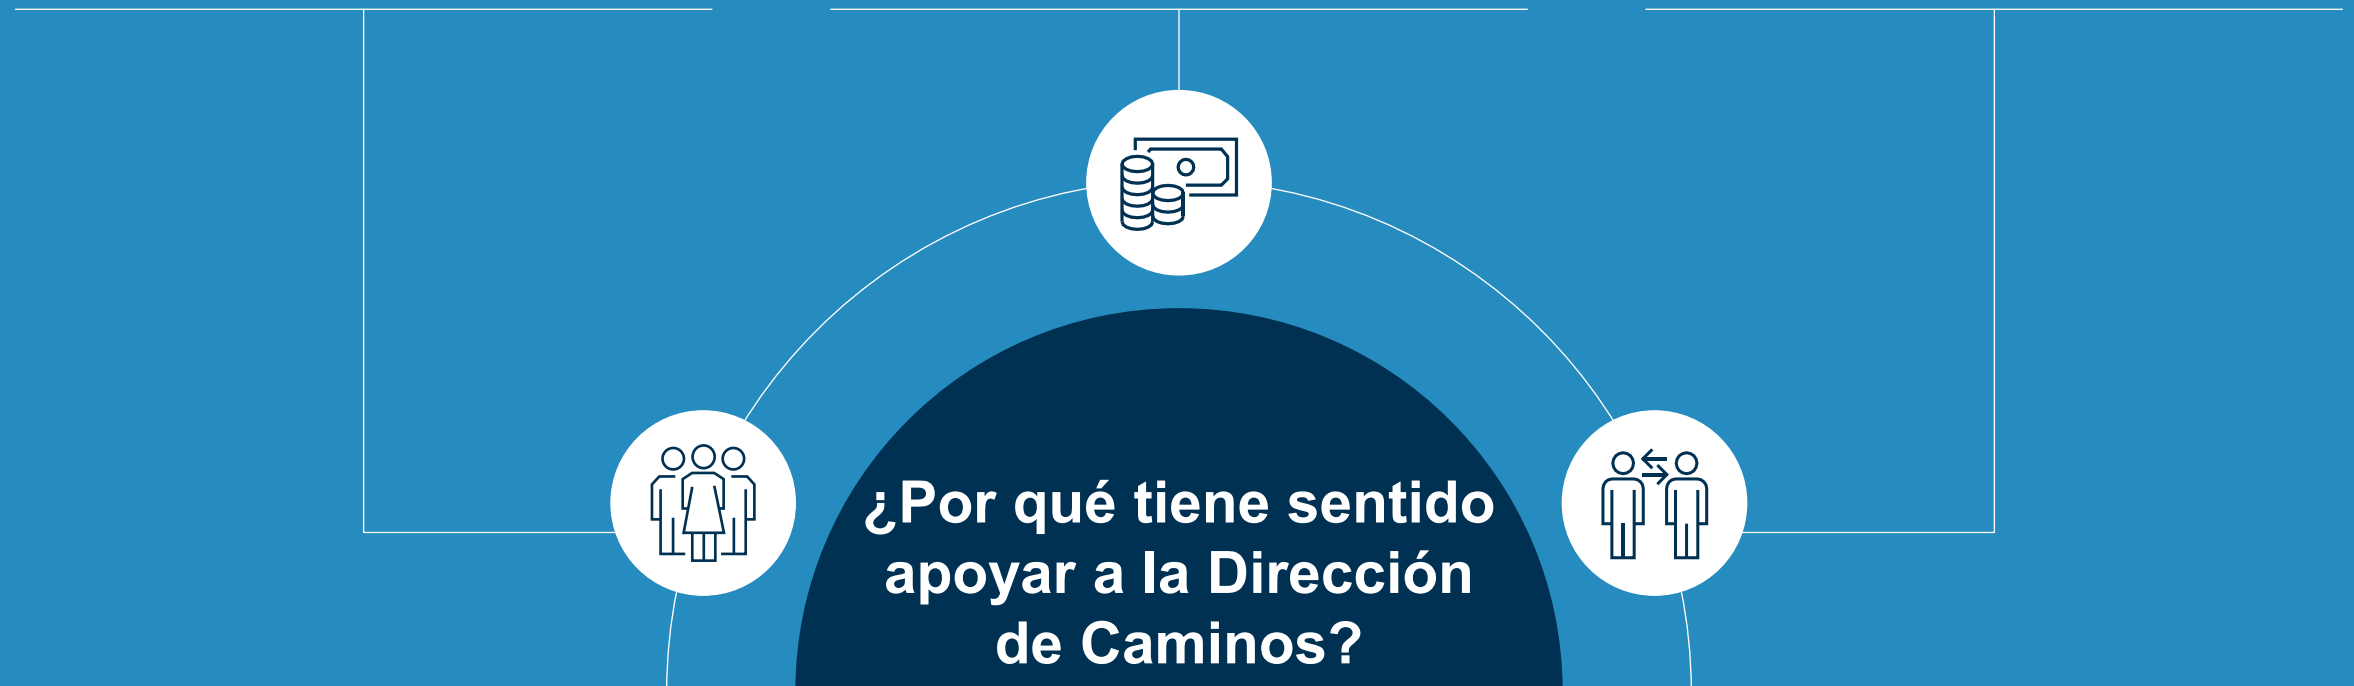 ¿Por qué tiene sentido
apoyar a la Dirección
de Caminos?